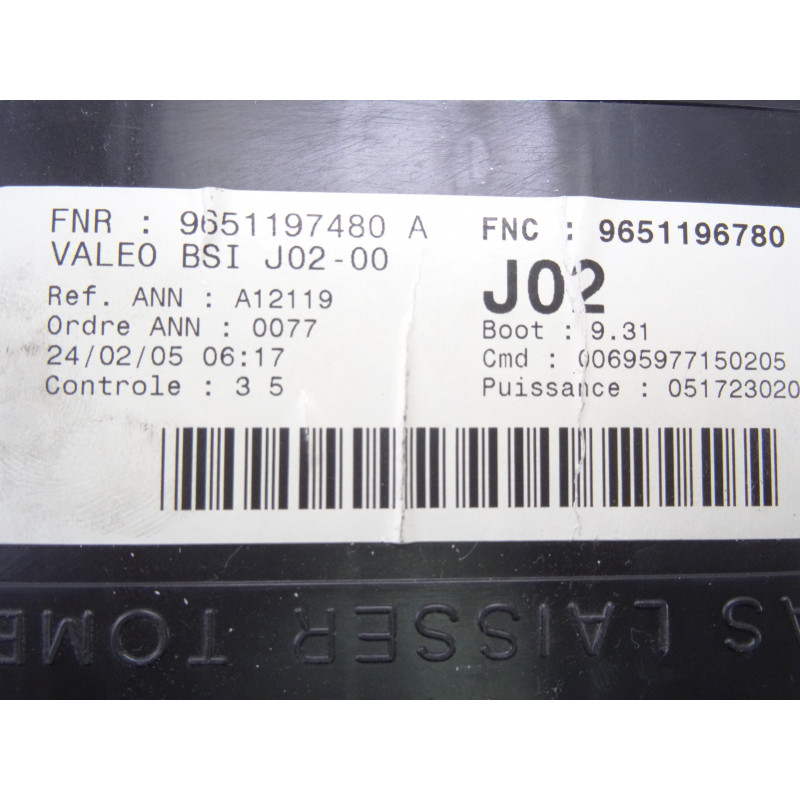 FNR : 9651197480 A FNC : 9651196780
VALEO BSI J02-00 J02
Ref. ANN : A12119
Ordre ANN : 0077 Boot : 9.31
24/02/05 06:17 Cmd : 00695977150205
Controle : 3 5 Puissance : 051723020
AS LAISSER TOMB